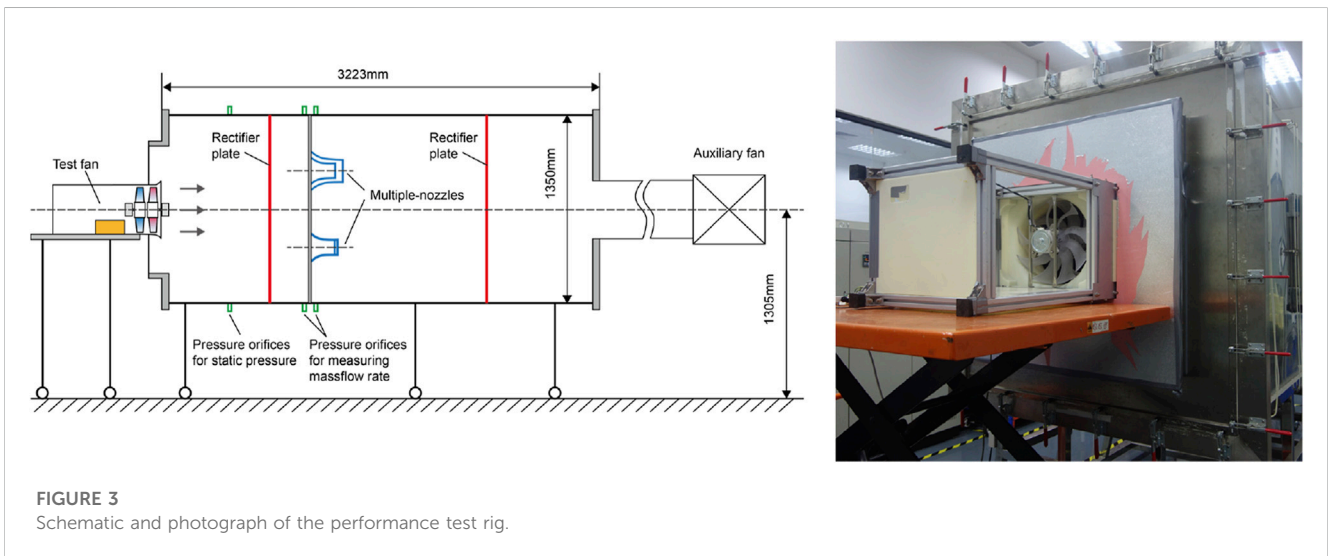 3223mm
Rectifier
plate
Rectifier
plate
Test fan
Auxiliary fan
1350mm
Multiple-nozzles
1305mm
Pressure orifices
for static pressure
Pressure orifices
for measuring
massflow rate
FIGURE 3
Schematic and photograph of the performance test rig.